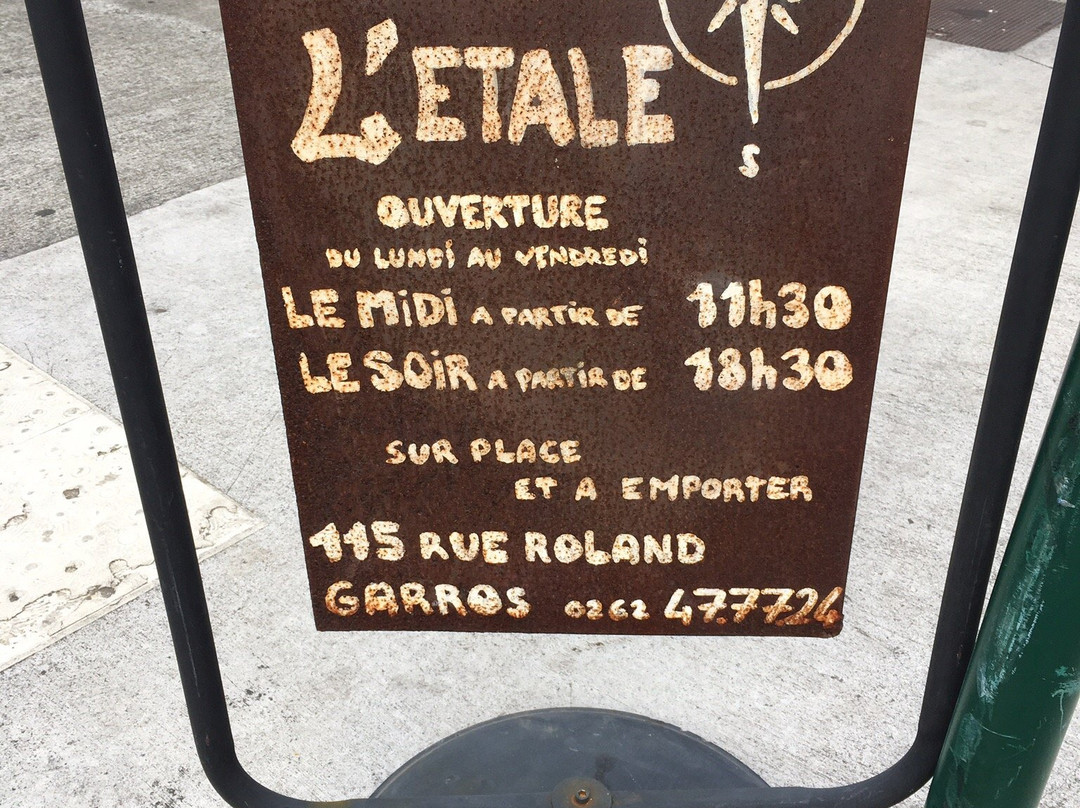 S
L'ETALE
OUVERTURE
DU LUNDI AU VENDREDI
LE MiDi A PARTIR DE 11h30
LE SOIR A PARTIR DE 18h30
SUR PLACE
ET A EMPORTER
115 RUE ROLAND
GARROS 0262 47.77.24